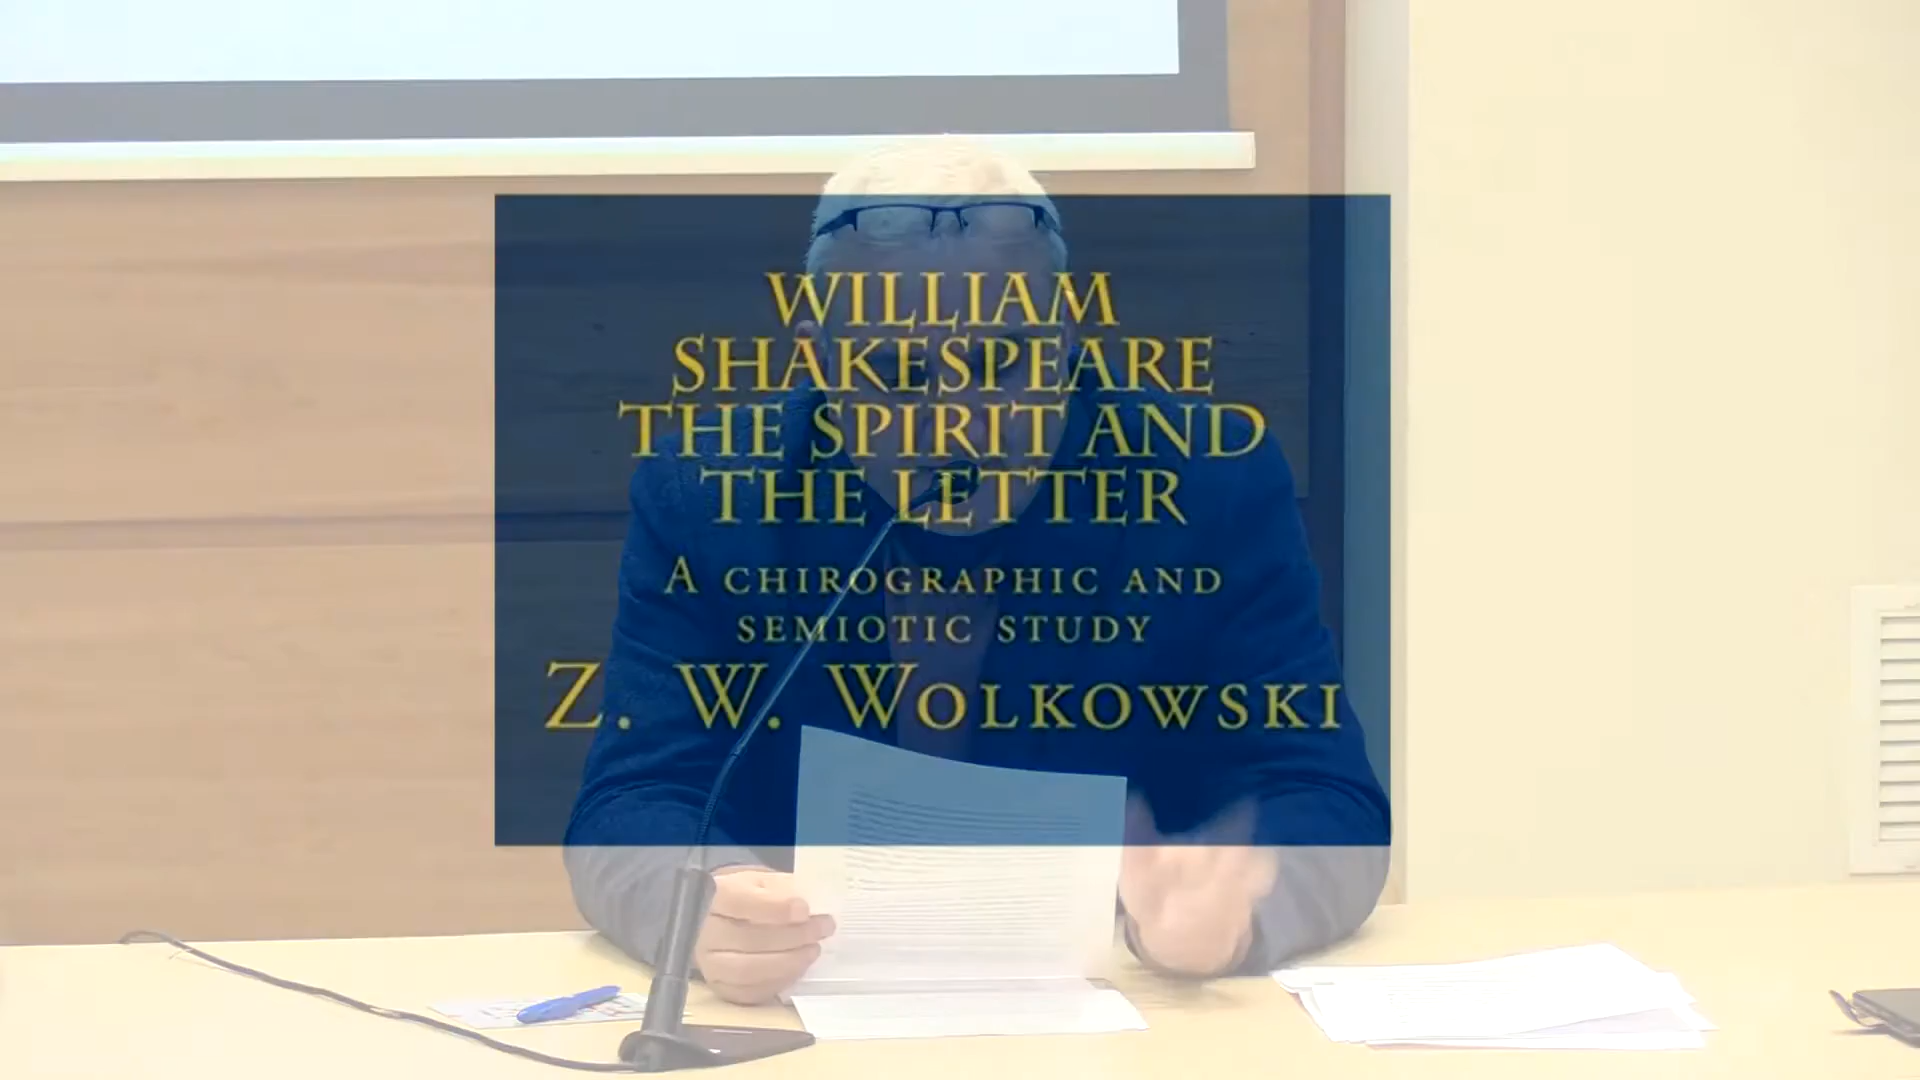 WILLIAM
SHAKESPEARE
THE SPIRIT AND
THE LETTER
A CHIROGRAPHIC AND
SEMIOTIC STUDY
Z. W. WOLKOWSKI